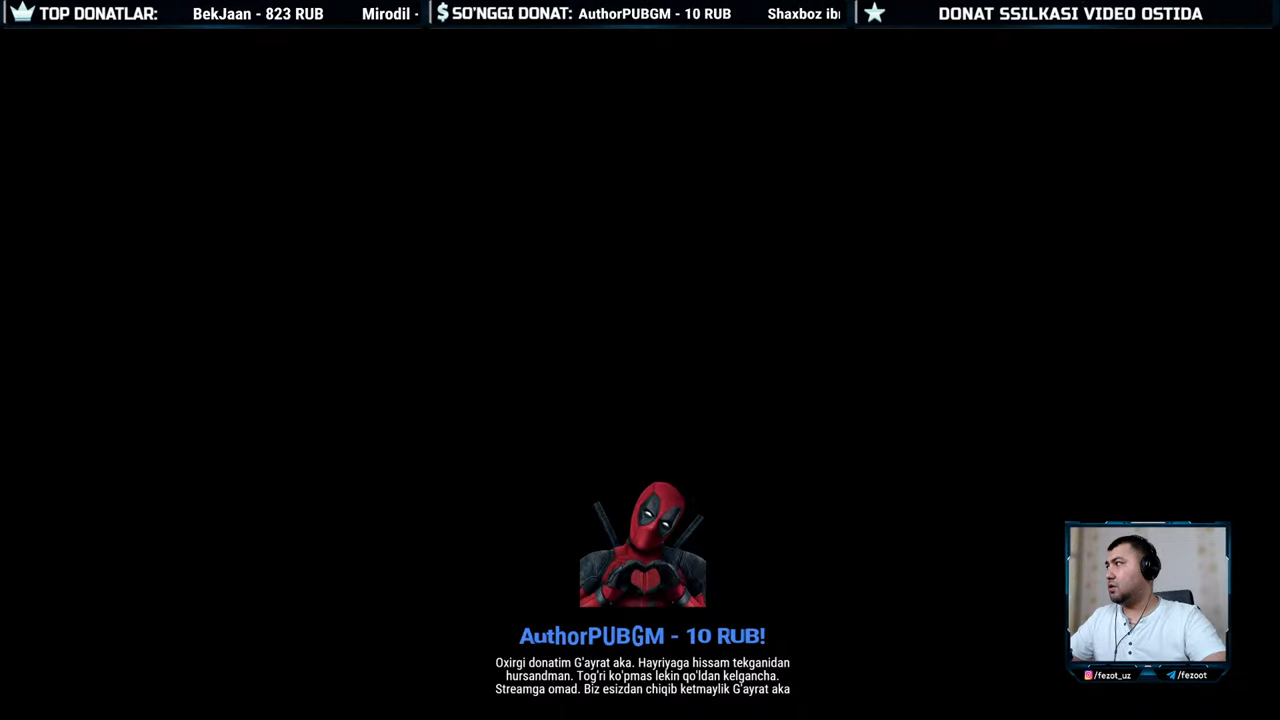 TOP DONATLAR: BekJaan - 823 RUB Mirodil -
$ SO'NGGI DONAT: AuthorPUBGM - 10 RUB Shaxboz
DONAT SSILKASI VIDEO OSTIDA
AuthorPUBGM - 10 RUB!
Oxirgi donatim G'ayrat aka. Hayriyaga hissam tekganidan
hursandman. Tog'ri ko'pmas lekin qo'ldan kelgancha.
Streamga omad. Biz esizdan chiqib ketmaylik G'ayrat aka
/fezot_uz /fezoot